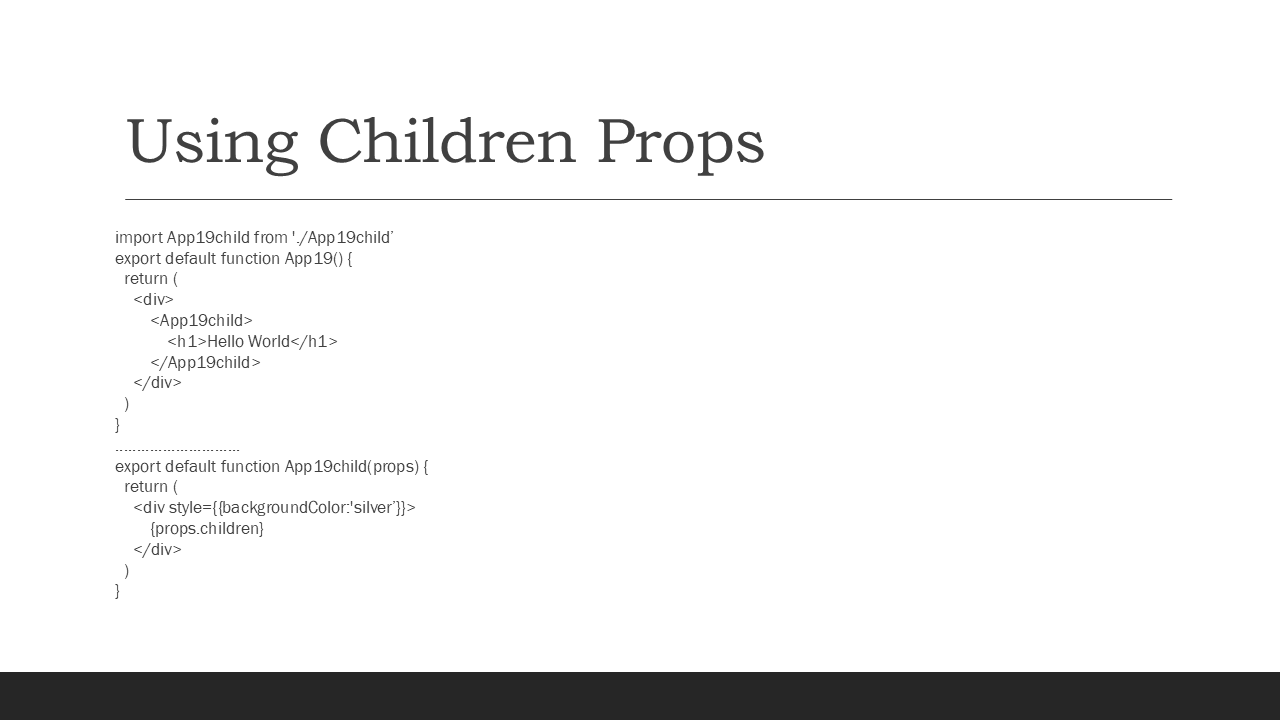 Using Children Props
import App19child from './App19child’
export default function App19() {
  return (
    <div>
        <App19child>
            <h1>Hello World</h1>
        </App19child>
    </div>
  )
}
………………………..
export default function App19child(props) {
  return (
    <div style={{backgroundColor:'silver’}}>
        {props.children}
    </div>
  )
}